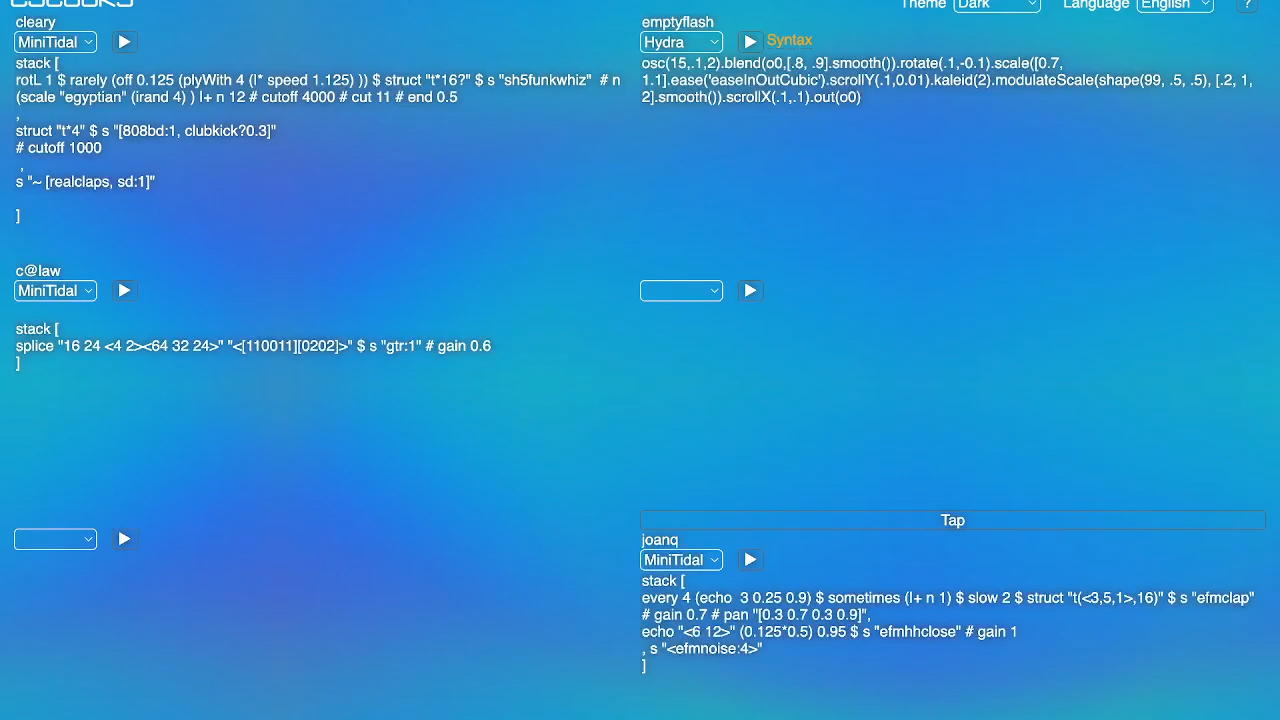 Theme Dark Language English ?
cleary
MiniTidal
stack [
rotL 1 $ rarely (off 0.125 (plyWith 4 (|* speed 1.125) )) $ struct "t*16?" $ s "sh5funkwhiz" # n
(scale "egyptian" (irand 4) ) |+ n 12 # cutoff 4000 # cut 11 # end 0.5
,
struct "t*4" $ s "[808bd:1, clubkick?0.3]"
# cutoff 1000
,
s "~ [realclaps, sd:1]"
]
emptyflash
Hydra Syntax
osc(15,.1,2).blend(o0,[.8, .9].smooth()).rotate(.1,-0.1).scale([0.7,
1.1].ease('easeInOutCubic').scrollY(.1,0.01).kaleid(2).modulateScale(shape(99, .5, .5), [.2, 1,
2].smooth()).scrollX(.1,.1).out(o0)
c@law
MiniTidal
stack [
splice "16 24 <4 2><64 32 24>" "<[110011][0202]>" $ s "gtr:1" # gain 0.6
]
Tap
joanq
MiniTidal
stack [
every 4 (echo  3 0.25 0.9) $ sometimes (|+ n 1) $ slow 2 $ struct "t(<3,5,1>,16)" $ s "efmclap"
# gain 0.7 # pan "[0.3 0.7 0.3 0.9]",
echo "<6 12>" (0.125*0.5) 0.95 $ s "efmhhclose" # gain 1
, s "<efmnoise:4>"
]